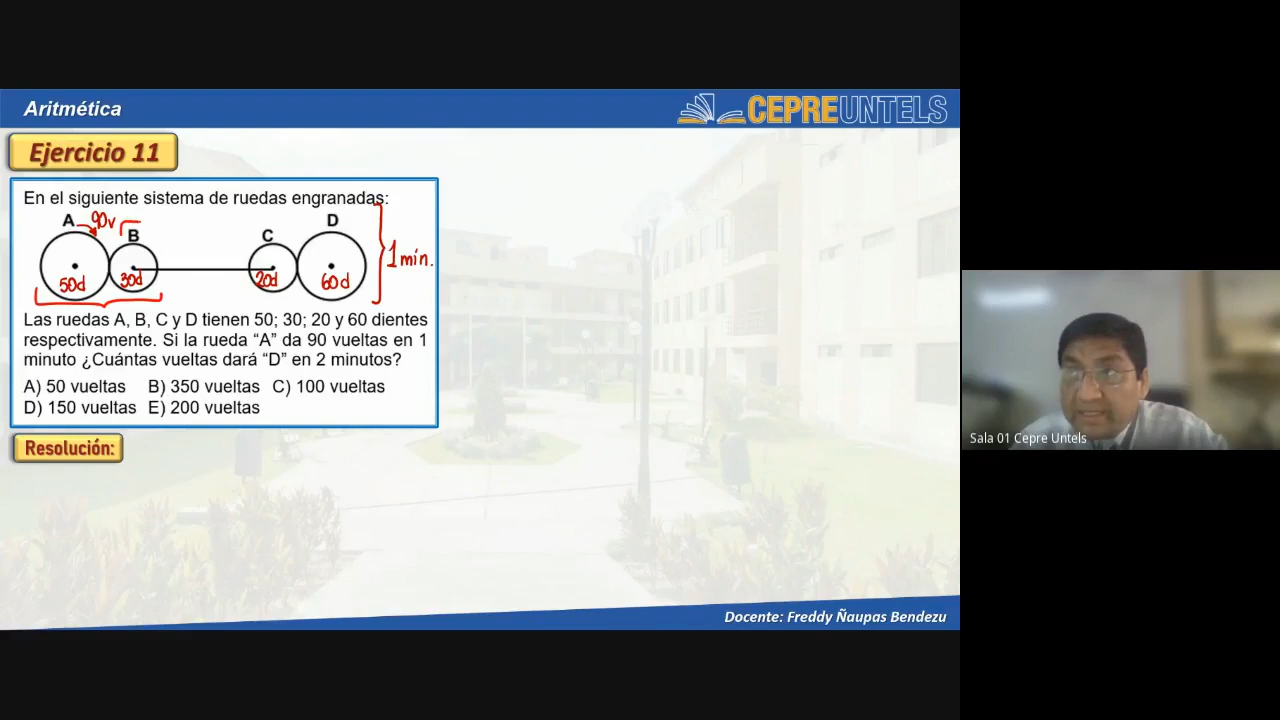 Aritmética
CEPREUNTELS
Ejercicio 11
En el siguiente sistema de ruedas engranadas:
A 90v B C D
1 min.
50d 30d 20d 60d
Las ruedas A, B, C y D tienen 50; 30; 20 y 60 dientes
respectivamente. Si la rueda “A” da 90 vueltas en 1
minuto ¿Cuántas vueltas dará “D” en 2 minutos?
A) 50 vueltas B) 350 vueltas C) 100 vueltas
D) 150 vueltas E) 200 vueltas
Resolución:
Sala 01 Cepre Untels
Docente: Freddy Ñaupas Bendezu